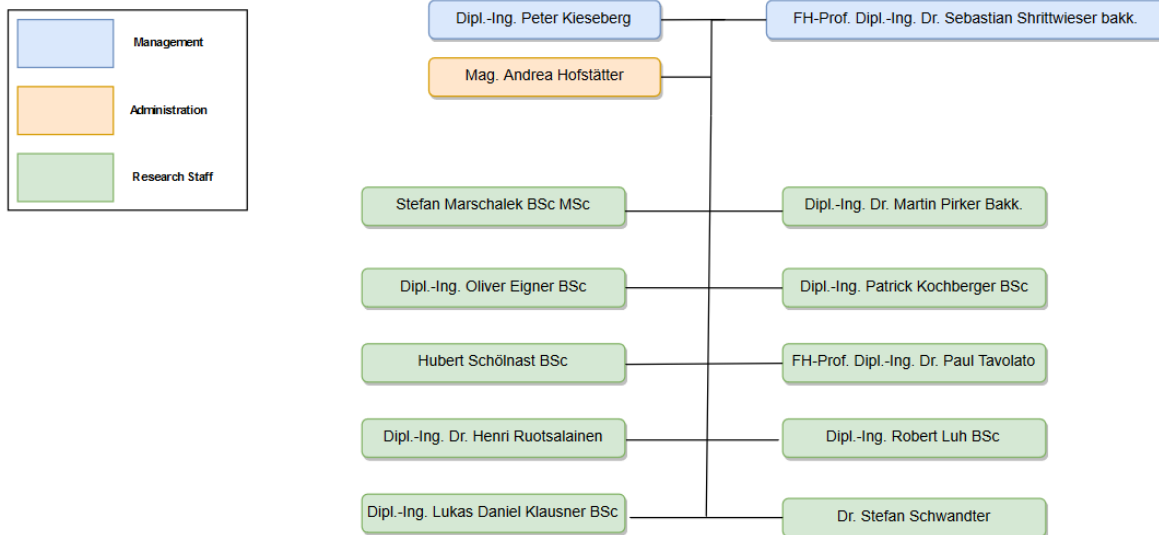 Management
Administration
Research Staff
Dipl.-Ing. Peter Kieseberg
FH-Prof. Dipl.-Ing. Dr. Sebastian Shrittwieser bakk.
Mag. Andrea Hofstätter
Stefan Marschalek BSc MSc
Dipl.-Ing. Dr. Martin Pirker Bakk.
Dipl.-Ing. Oliver Eigner BSc
Dipl.-Ing. Patrick Kochberger BSc
Hubert Schölnast BSc
FH-Prof. Dipl.-Ing. Dr. Paul Tavolato
Dipl.-Ing. Dr. Henri Ruotsalainen
Dipl.-Ing. Robert Luh BSc
Dipl.-Ing. Lukas Daniel Klausner BSc
Dr. Stefan Schwandter